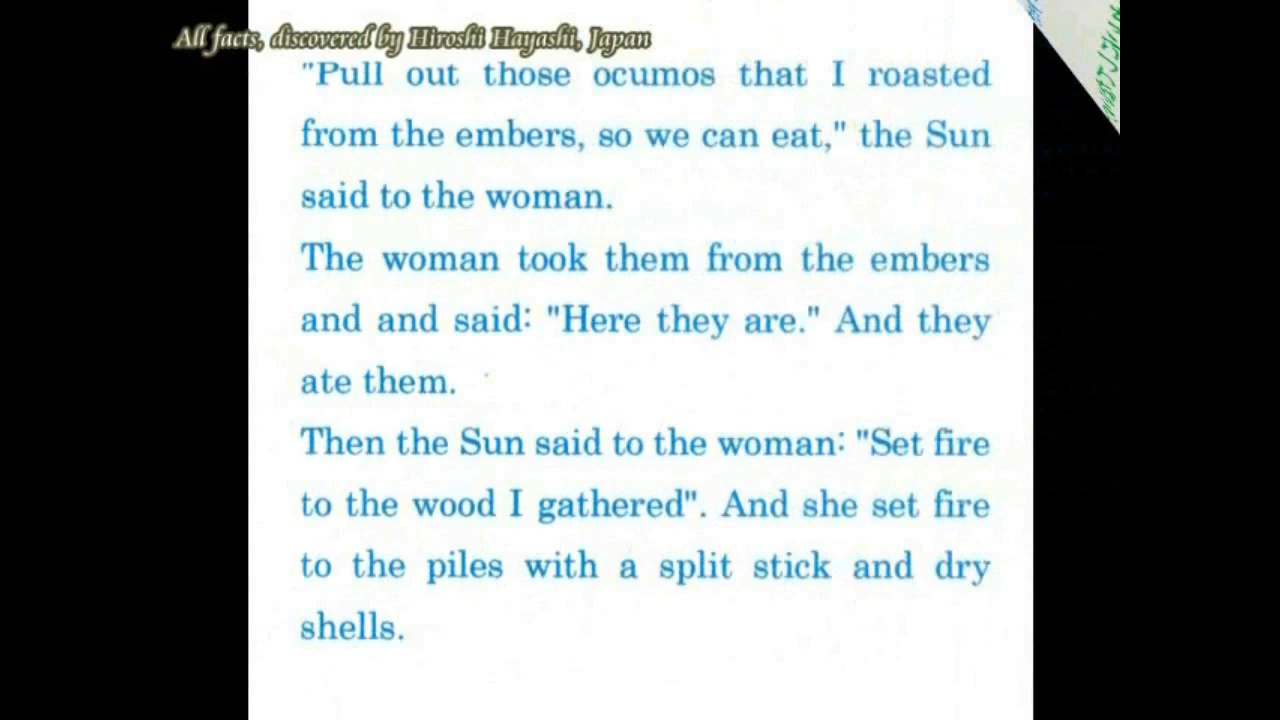 All facts, discovered by Hiroshi Hayashi, Japan
"Pull out those ocumos that I roasted
from the embers, so we can eat," the Sun
said to the woman.
The woman took them from the embers
and and said: "Here they are." And they
ate them.
Then the Sun said to the woman: "Set fire
to the wood I gathered". And she set fire
to the piles with a split stick and dry
shells.